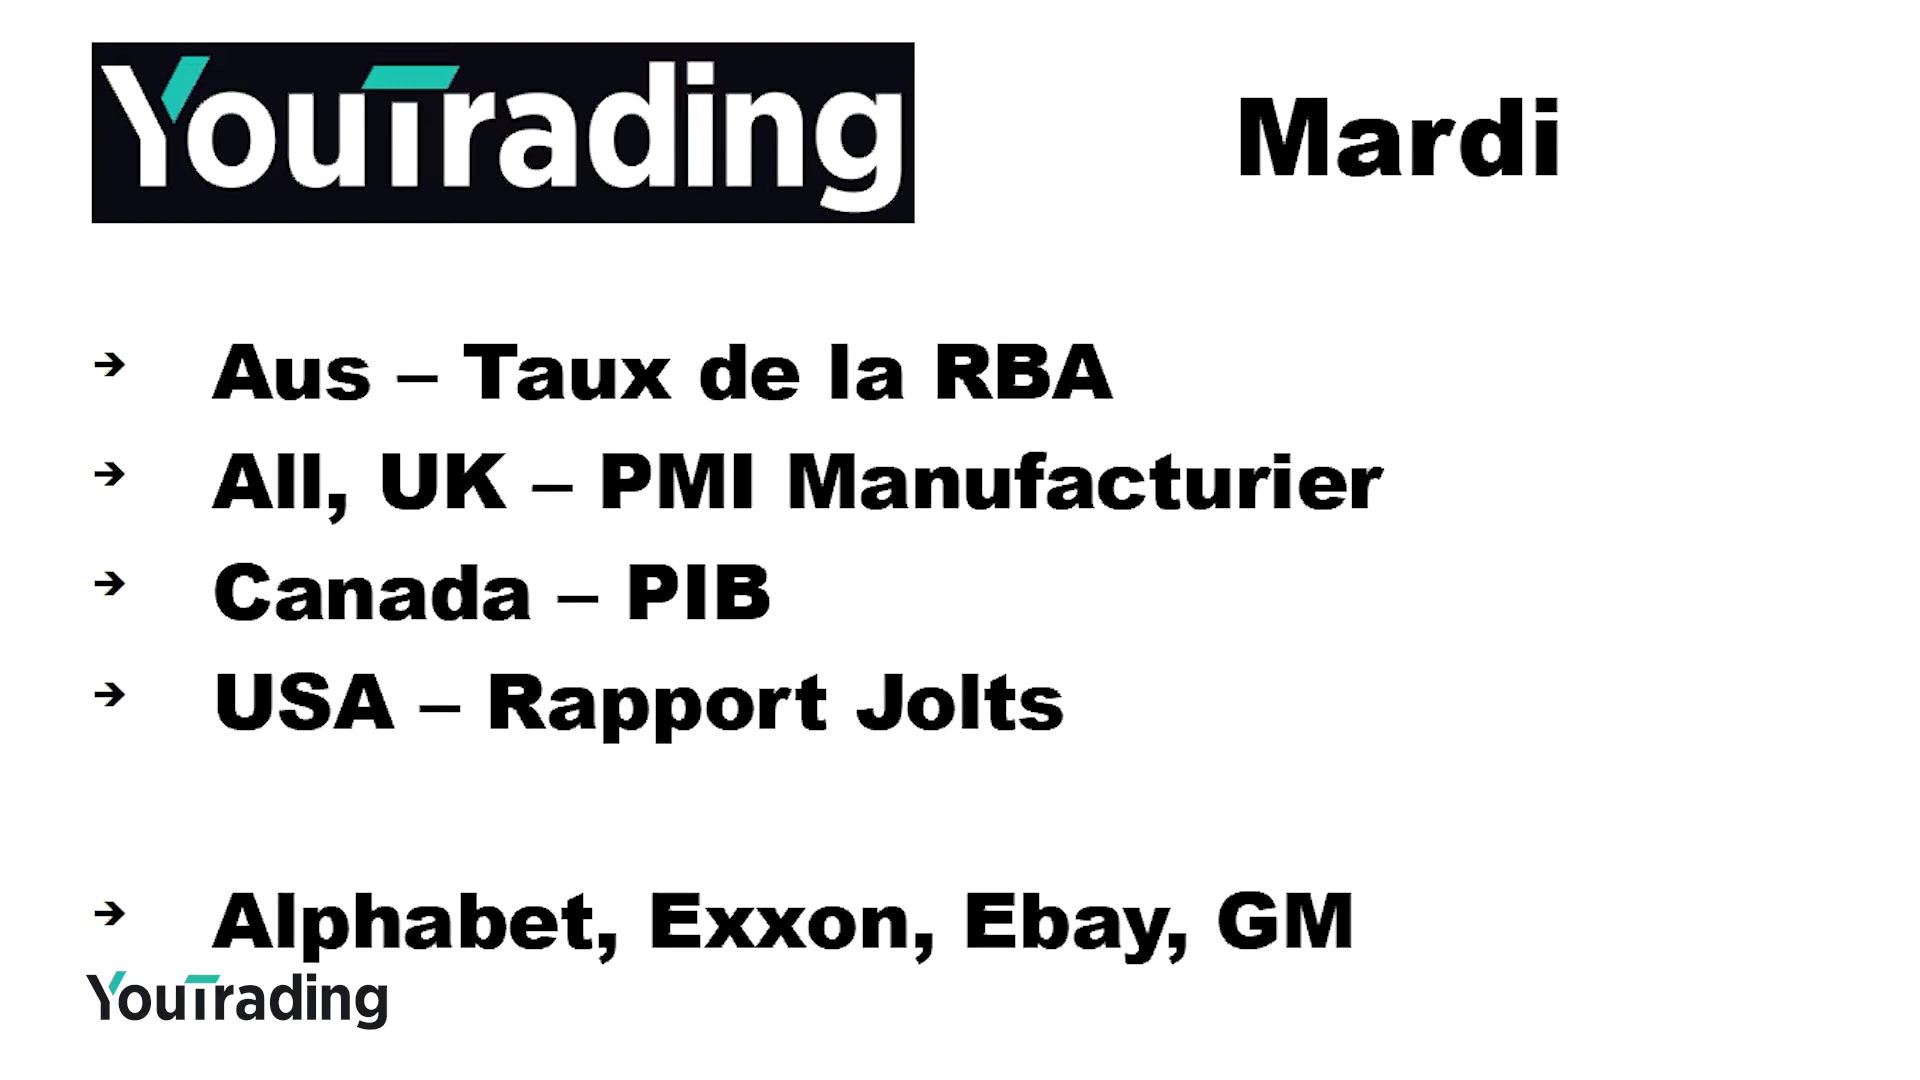 YouTrading
Mardi
➔ Aus – Taux de la RBA
➔ All, UK – PMI Manufacturier
➔ Canada – PIB
➔ USA – Rapport Jolts
➔ Alphabet, Exxon, Ebay, GM
YouTrading